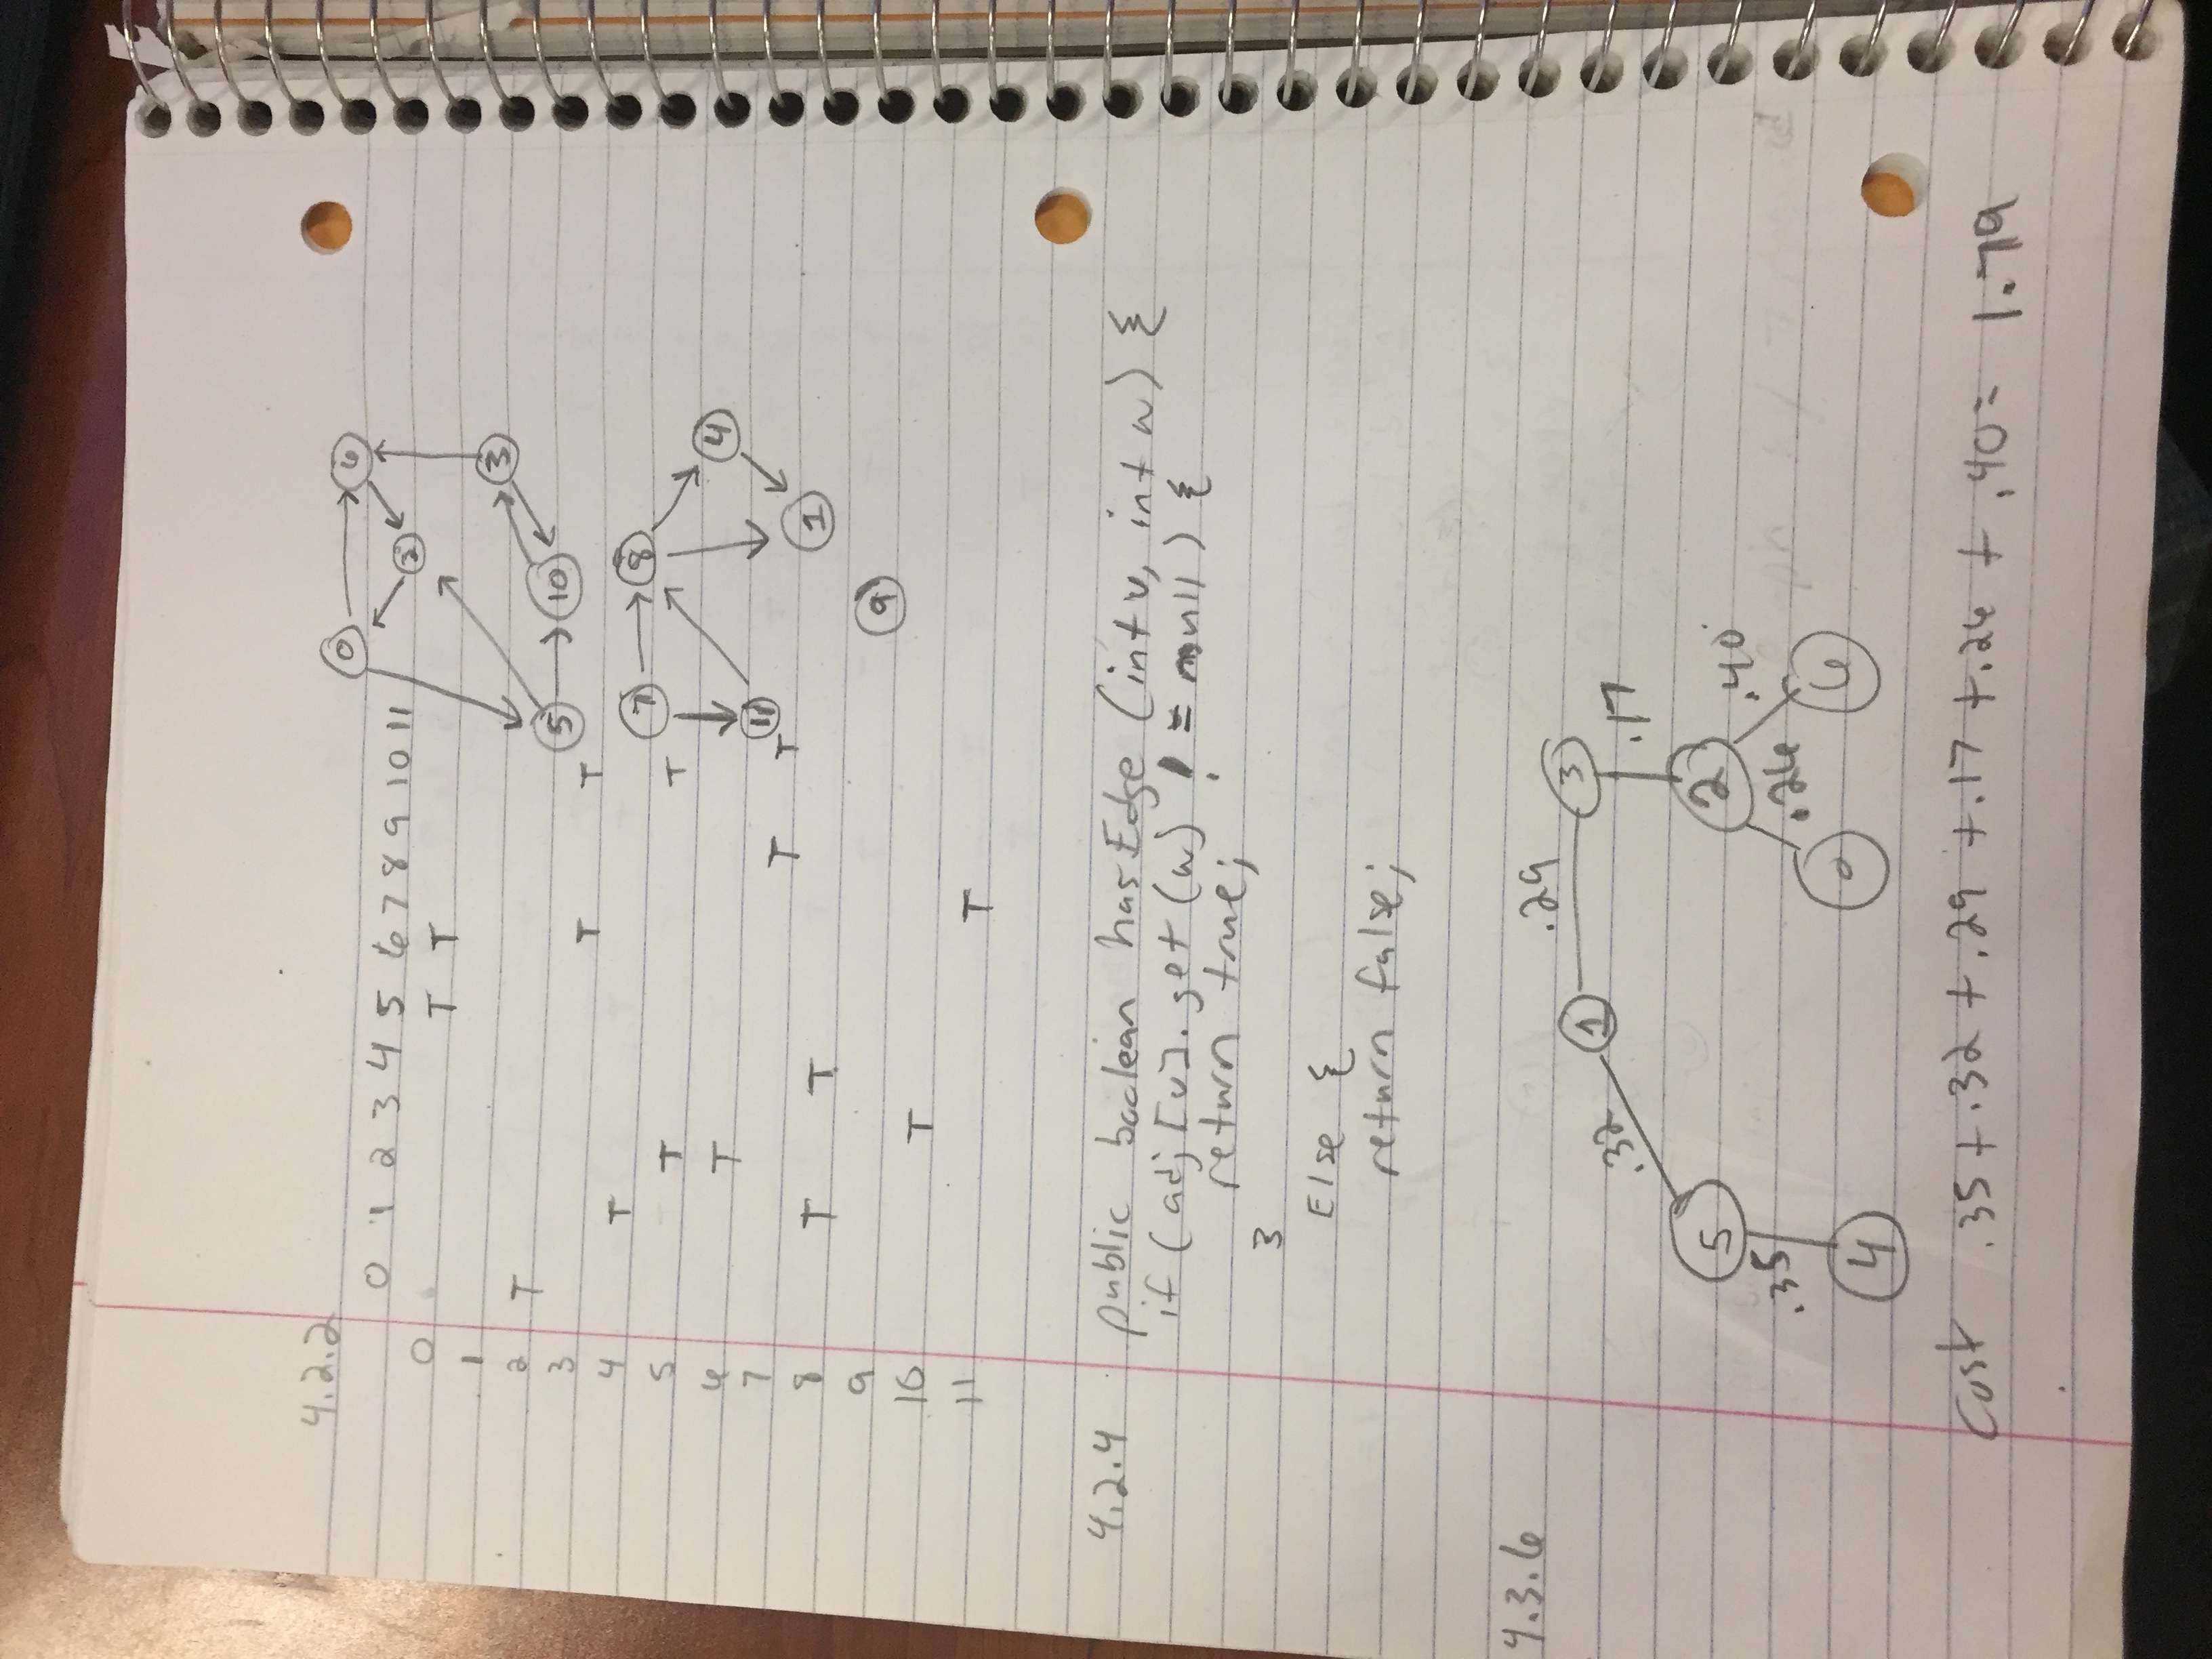 4.2.2
0 1 2 3 4 5 6 7 8 9 10 11
0 T T
1
2 T
3 T T
4 T
5 T T
6 T
7 T T
8 T T
9
10 T
11 T
0 6
2
3
5 10
7 8
4
11
1
9
4.2.4 public boolean hasEdge (int v, int w) {
if (adj[v].get(w) != null) {
return true;
}
Else {
return false;
4.3.6
.29
1 3
.32 .17
5 2
.35 .26 .40
4 0 6
Cost .35 + .32 + .29 + .17 + .26 + .40 = 1.79